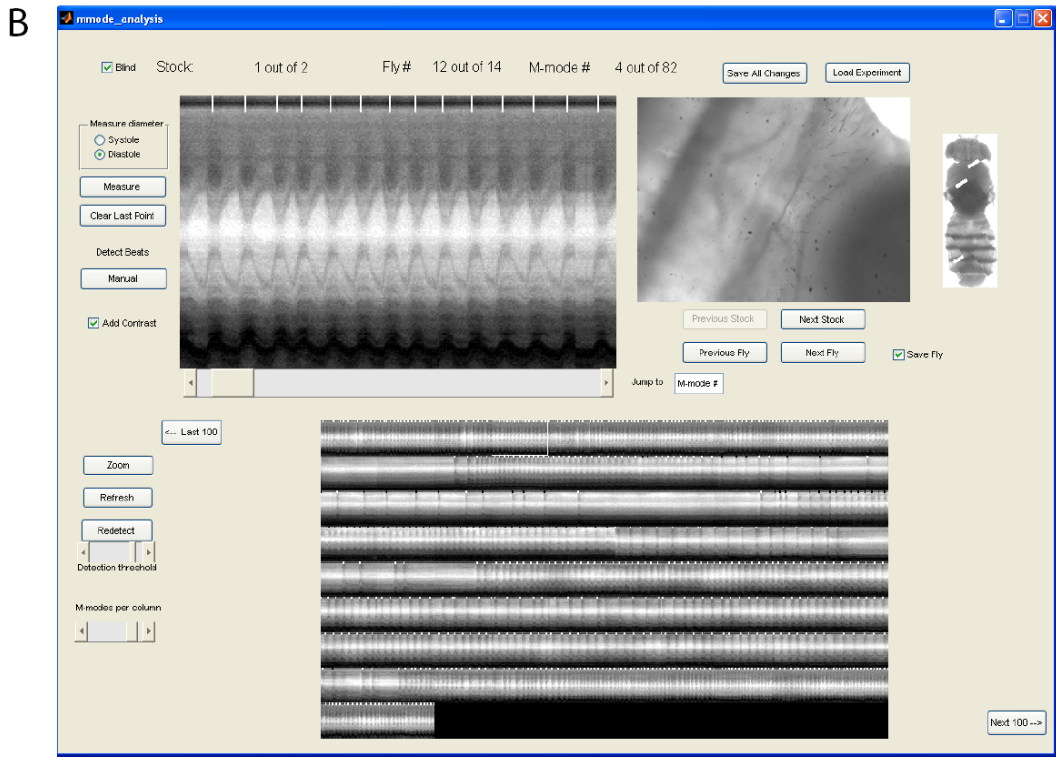 B
mmode_analysis
Blind Stock: 1 out of 2 Fly # 12 out of 14 M-mode # 4 out of 82 Save All Changes Load Experiment
Measure diameter
Systole
Diastole
Measure
Clear Last Point
Detect Beats
Manual
Add Contrast
Previous Stock Next Stock
Previous Fly Next Fly Save Fly
Jump to M-mode #
<-- Last 100
Zoom
Refresh
Redetect
Detection threshold
M-modes per column
Next 100 -->